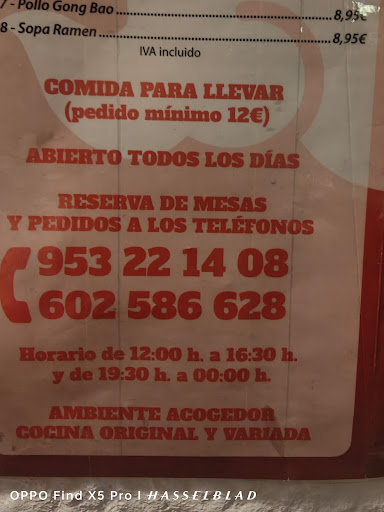 7 - Pollo Gong Bao 8,95€
8 - Sopa Ramen 8,95€
IVA incluido
COMIDA PARA LLEVAR
(pedido mínimo 12€)
ABIERTO TODOS LOS DÍAS
RESERVA DE MESAS
Y PEDIDOS A LOS TELÉFONOS
953 22 14 08
602 586 628
Horario de 12:00 h. a 16:30 h.
y de 19:30 h. a 00:00 h.
AMBIENTE ACOGEDOR
COCINA ORIGINAL Y VARIADA
OPPO Find X5 Pro | HASSELBLAD